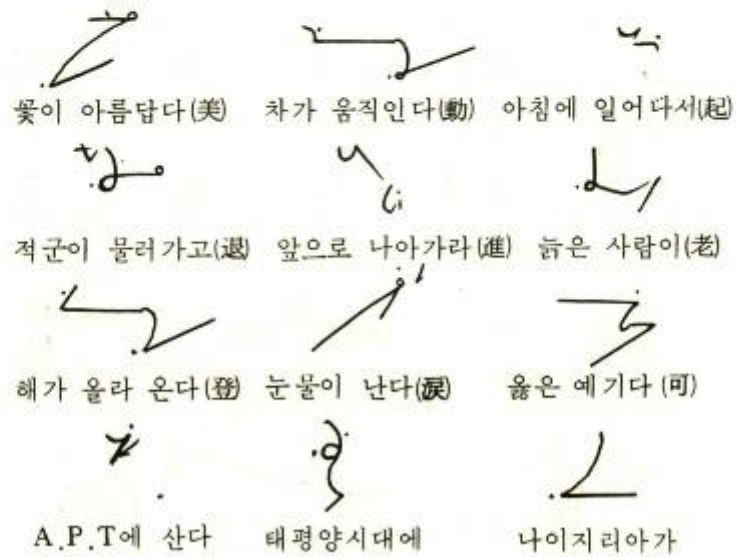 꽃이 아름답다(美) 차가 움직인다(動) 아침에 일어다서(起)
적군이 물러가고(退) 앞으로 나아가라(進) 늙은 사람이(老)
해가 올라 온다(登) 눈물이 난다(淚) 옳은 예기다 (可)
A.P.T에 산다 태평양시대에 나이지리아가